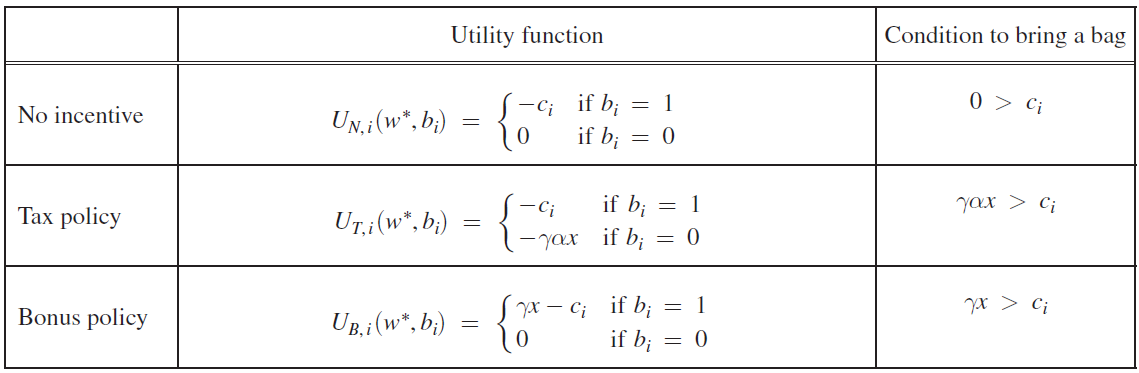 Utility function Condition to bring a bag
No incentive U_{N,i}(w*, b_i) = { −c_i if b_i = 1 0 > c_i
0 if b_i = 0
Tax policy U_{T,i}(w*, b_i) = { −c_i if b_i = 1 γαx > c_i
−γαx if b_i = 0
Bonus policy U_{B,i}(w*, b_i) = { γx − c_i if b_i = 1 γx > c_i
0 if b_i = 0